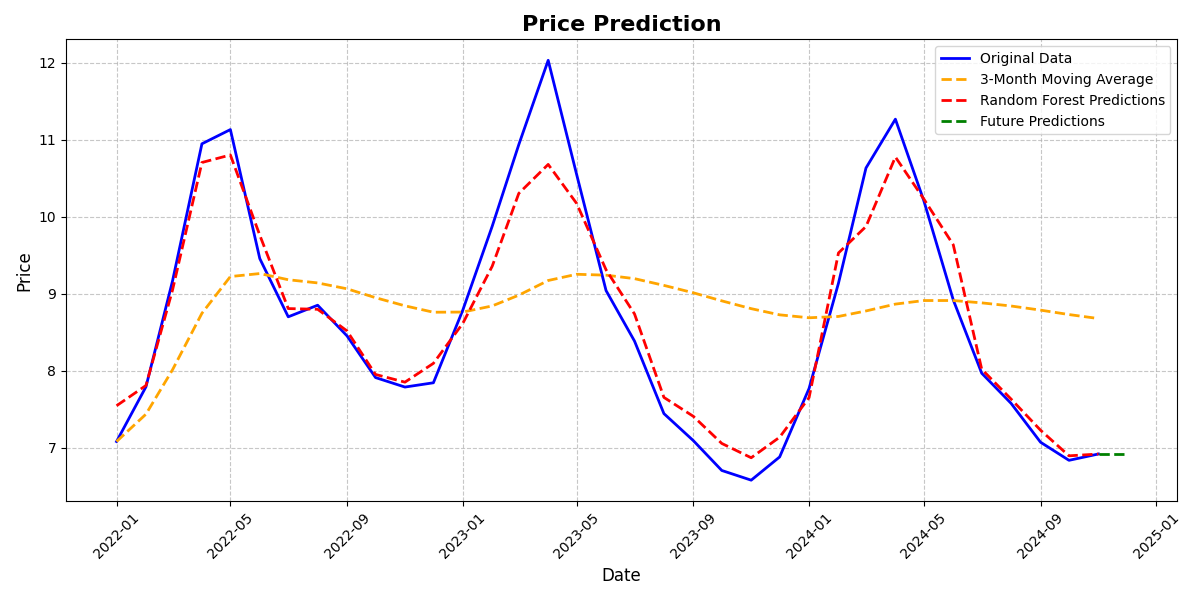 Price Prediction
Original Data
3-Month Moving Average
Random Forest Predictions
Future Predictions
12
11
10
9
8
7
Price
2022-01
2022-05
2022-09
2023-01
2023-05
2023-09
2024-01
2024-05
2024-09
2025-01
Date